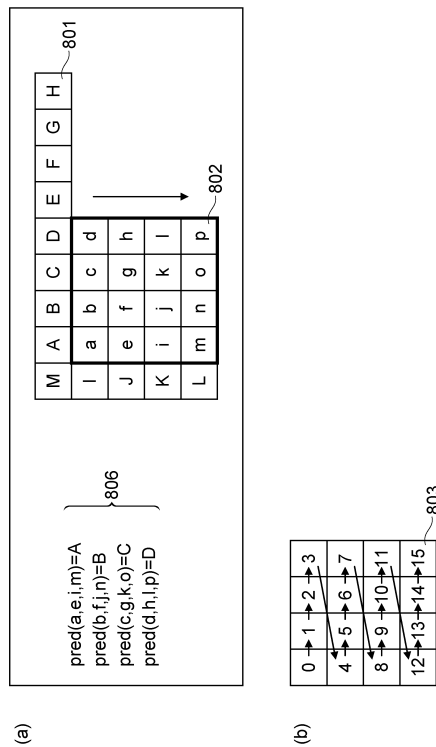 (a)
pred(a,e,i,m)=A
pred(b,f,j,n)=B
pred(c,g,k,o)=C
pred(d,h,l,p)=D
806
M A B C D E F G H
801
I a b c d
J e f g h
K i j k l
L m n o p
802
(b)
0 1 2 3
4 5 6 7
8 9 10 11
12 13 14 15
803